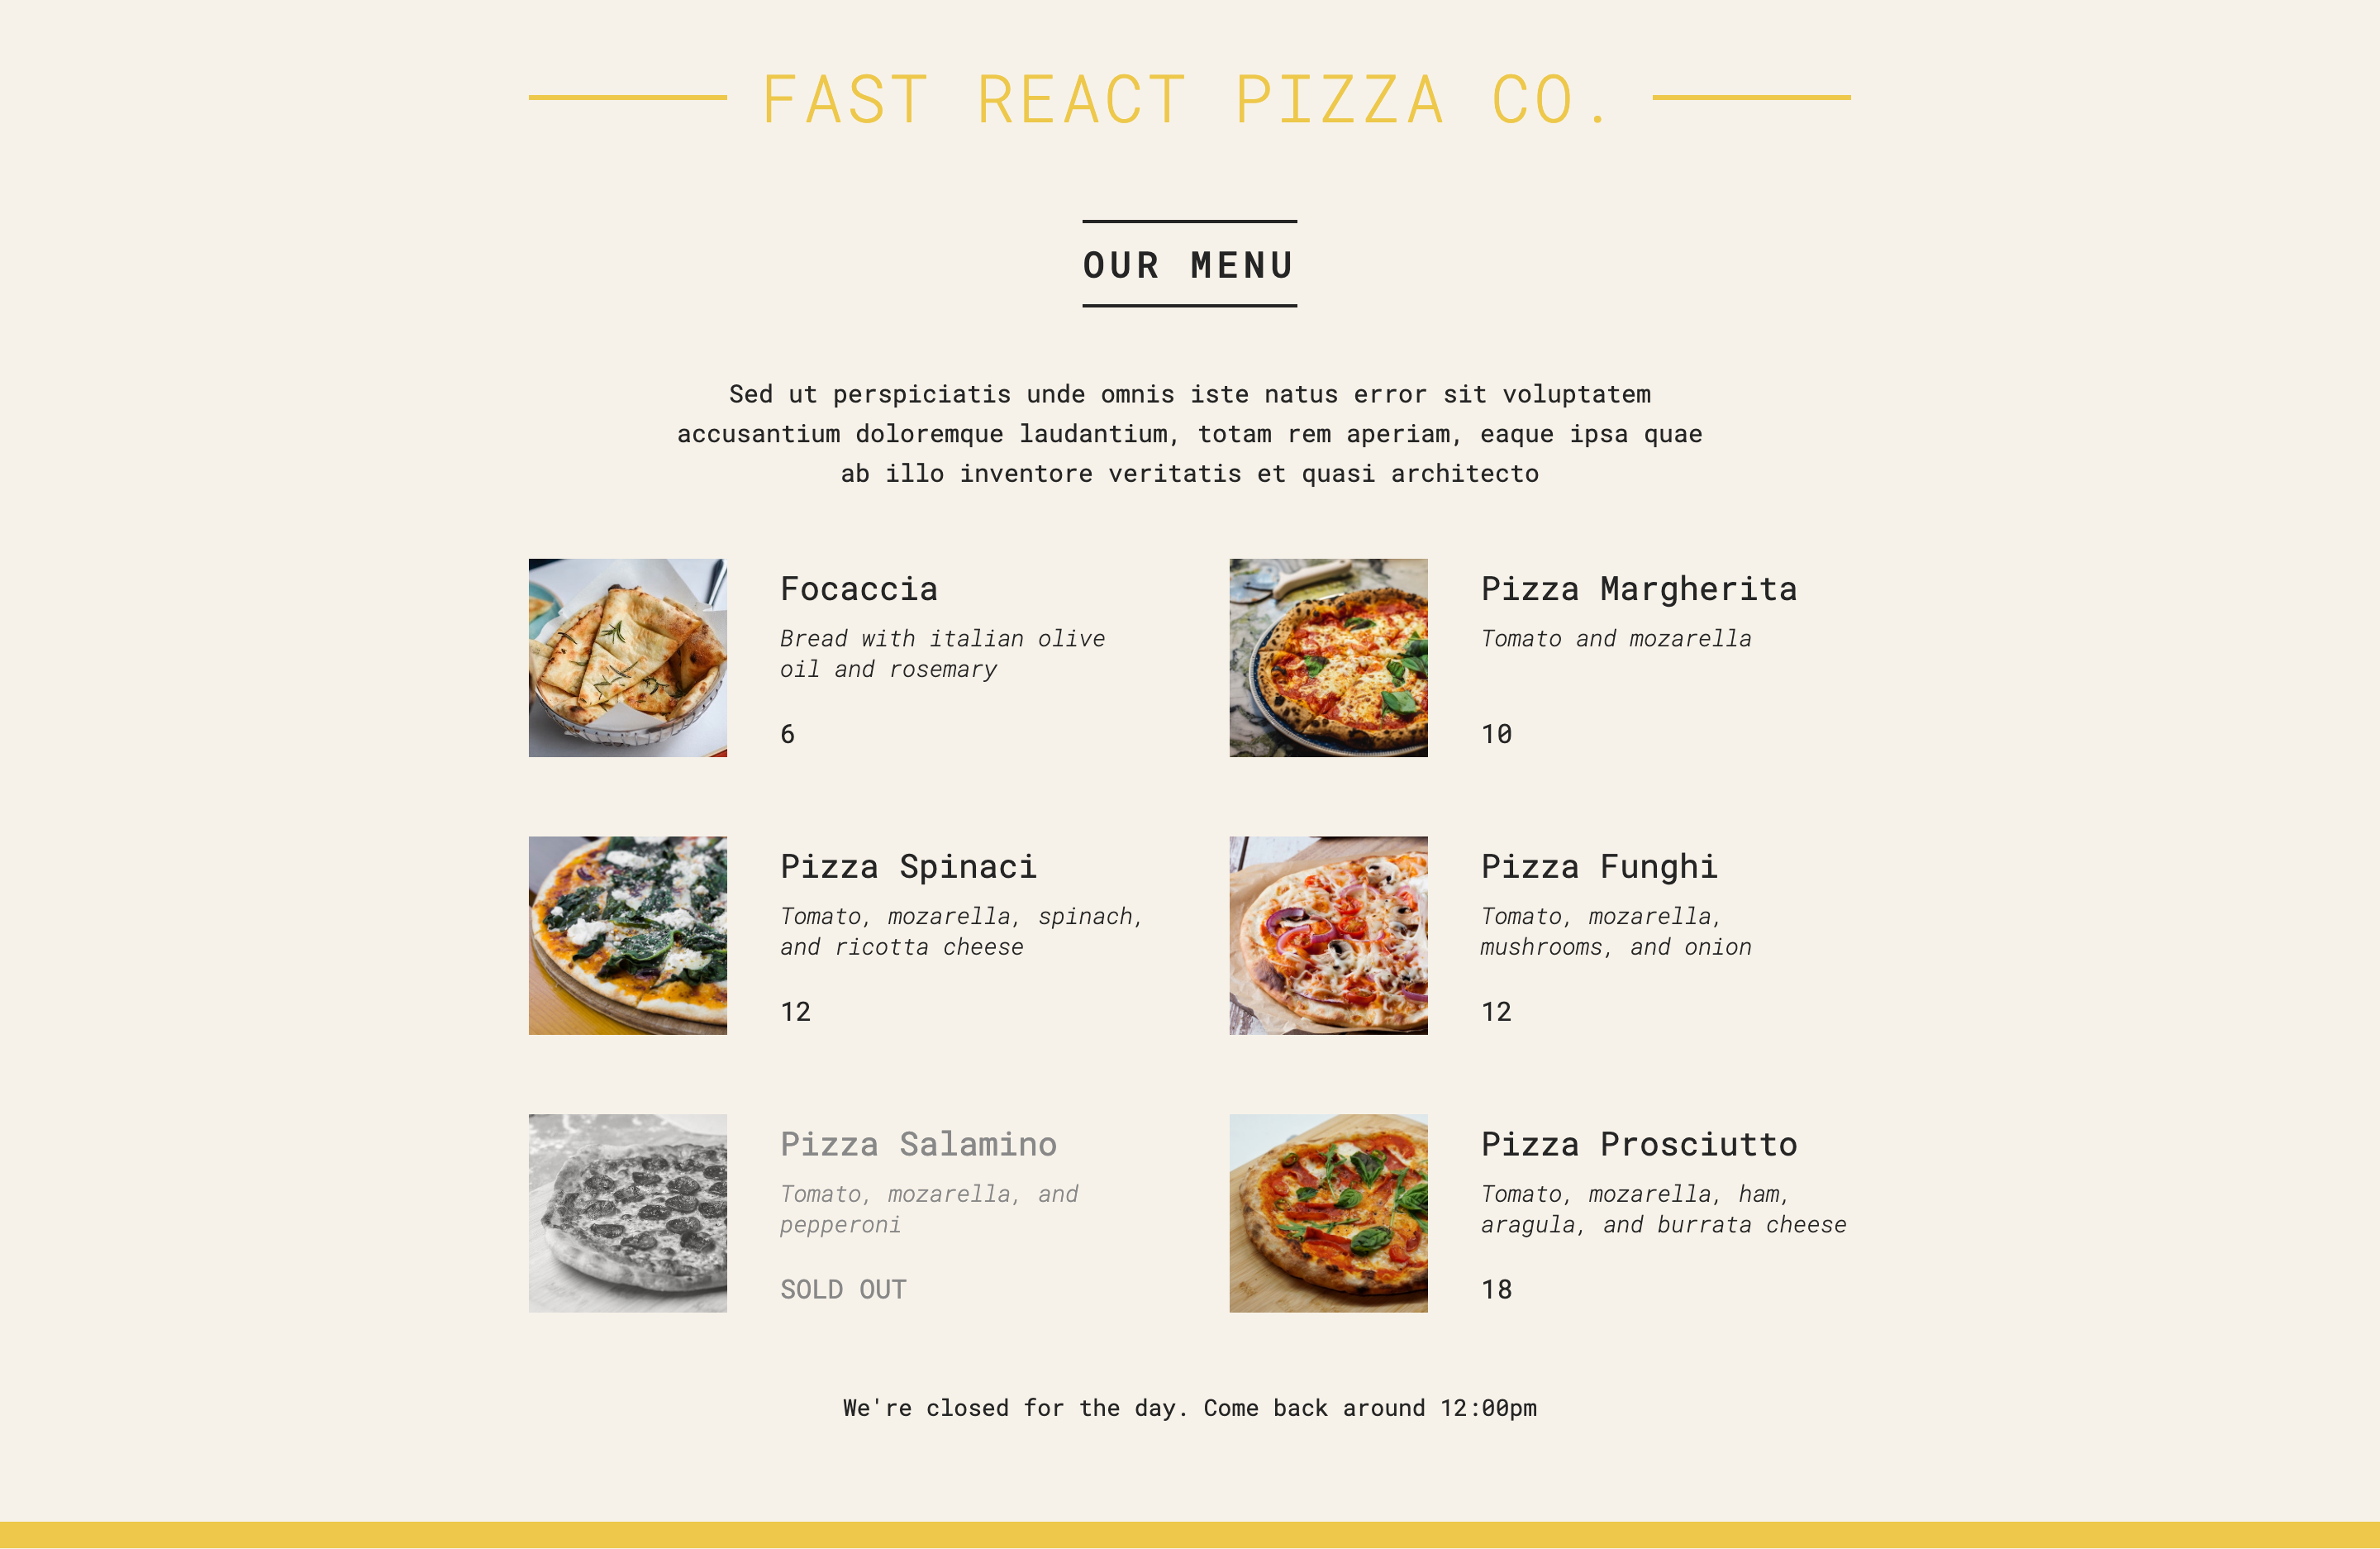 FAST REACT PIZZA CO.
OUR MENU
Sed ut perspiciatis unde omnis iste natus error sit voluptatem
accusantium doloremque laudantium, totam rem aperiam, eaque ipsa quae
ab illo inventore veritatis et quasi architecto
Focaccia
Bread with italian olive
oil and rosemary
6
Pizza Margherita
Tomato and mozarella
10
Pizza Spinaci
Tomato, mozarella, spinach,
and ricotta cheese
12
Pizza Funghi
Tomato, mozarella,
mushrooms, and onion
12
Pizza Salamino
Tomato, mozarella, and
pepperoni
SOLD OUT
Pizza Prosciutto
Tomato, mozarella, ham,
aragula, and burrata cheese
18
We're closed for the day. Come back around 12:00pm